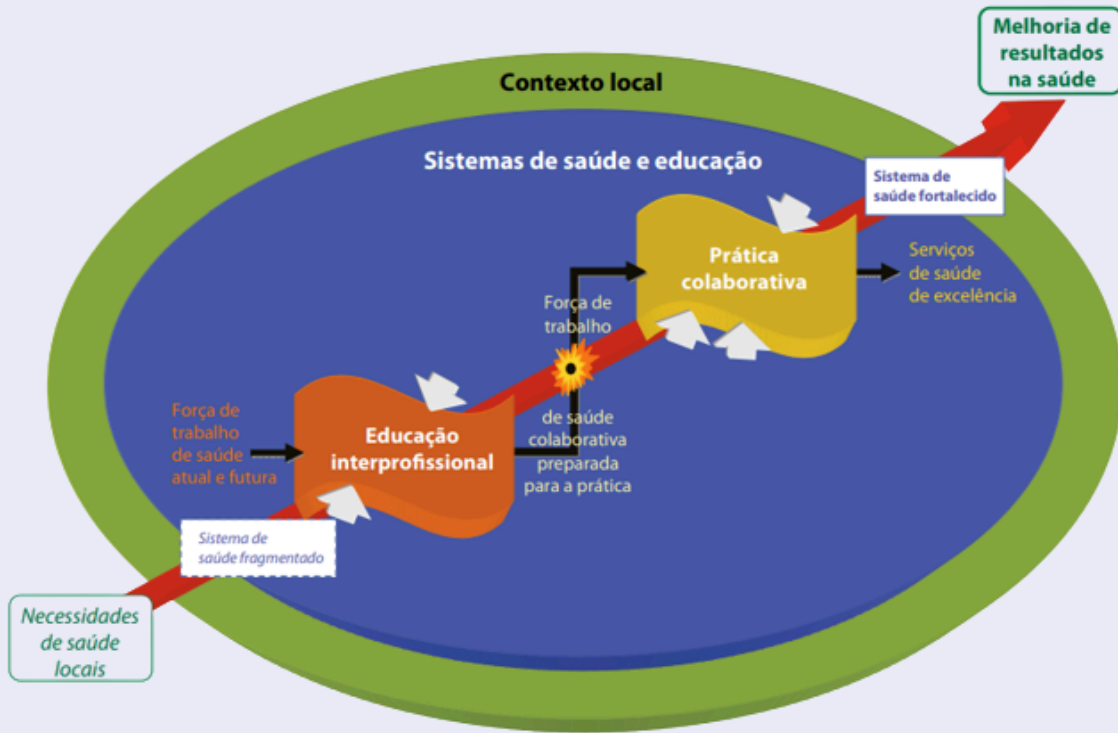 Melhoria de
resultados
na saúde
Contexto local
Sistemas de saúde e educação
Sistema de
saúde fortalecido
Prática
colaborativa
Serviços
de saúde
de excelência
Força de
trabalho
de saúde
colaborativa
preparada
para a prática
Força de
trabalho
de saúde
atual e futura
Educação
interprofissional
Sistema de
saúde fragmentado
Necessidades
de saúde
locais